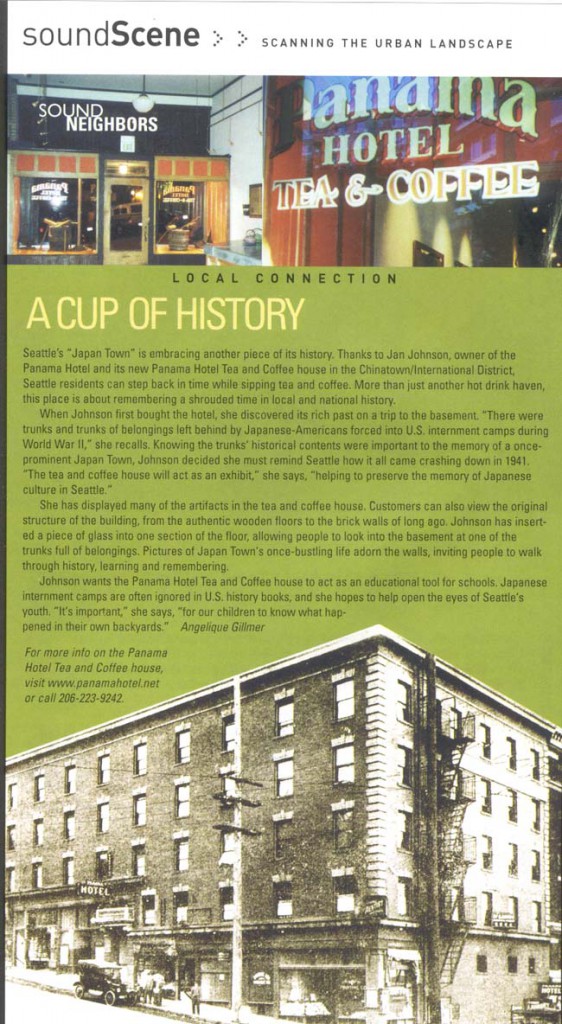 soundScene > > SCANNING THE URBAN LANDSCAPE
SOUND
NEIGHBORS
Panama
HOTEL
TEA & COFFEE
LOCAL CONNECTION
A CUP OF HISTORY
Seattle's "Japan Town" is embracing another piece of its history. Thanks to Jan Johnson, owner of the
Panama Hotel and its new Panama Hotel Tea and Coffee house in the Chinatown/International District,
Seattle residents can step back in time while sipping tea and coffee. More than just another hot drink haven,
this place is about remembering a shrouded time in local and national history.
When Johnson first bought the hotel, she discovered its rich past on a trip to the basement. "There were
trunks and trunks of belongings left behind by Japanese-Americans forced into U.S. internment camps during
World War II," she recalls. Knowing the trunks' historical contents were important to the memory of a once-
prominent Japan Town, Johnson decided she must remind Seattle how it all came crashing down in 1941.
"The tea and coffee house will act as an exhibit," she says, "helping to preserve the memory of Japanese
culture in Seattle."
She has displayed many of the artifacts in the tea and coffee house. Customers can also view the original
structure of the building, from the authentic wooden floors to the brick walls of long ago. Johnson has insert-
ed a piece of glass into one section of the floor, allowing people to look into the basement at one of the
trunks full of belongings. Pictures of Japan Town's once-bustling life adorn the walls, inviting people to walk
through history, learning and remembering.
Johnson wants the Panama Hotel Tea and Coffee house to act as an educational tool for schools. Japanese
internment camps are often ignored in U.S. history books, and she hopes to help open the eyes of Seattle's
youth. "It's important," she says, "for our children to know what hap-
pened in their own backyards." Angelique Gillmer
For more info on the Panama
Hotel Tea and Coffee house,
visit www.panamahotel.net
or call 206-223-9242.
PANAMA
HOTEL
HOTEL